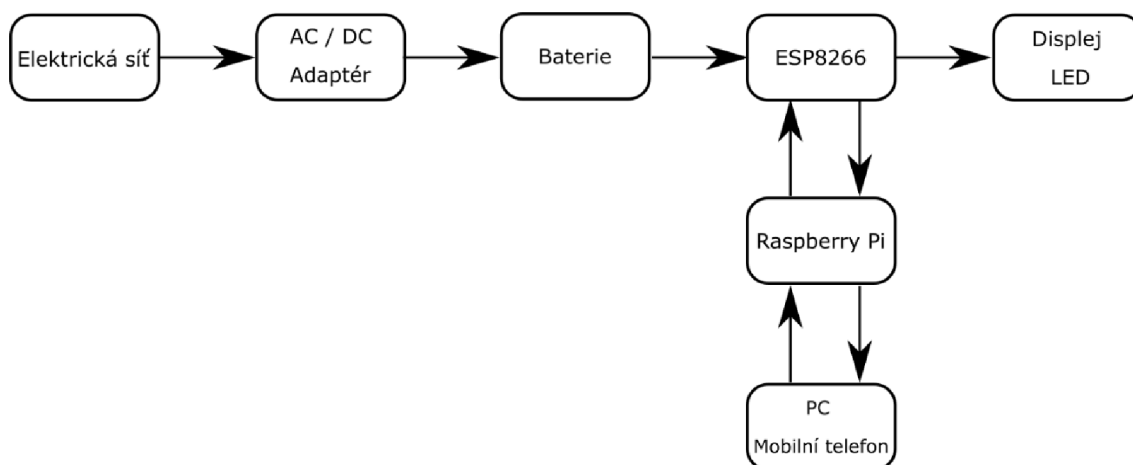 Elektrická síť
AC / DC
Adaptér
Baterie
ESP8266
Displej
LED
Raspberry Pi
PC
Mobilní telefon